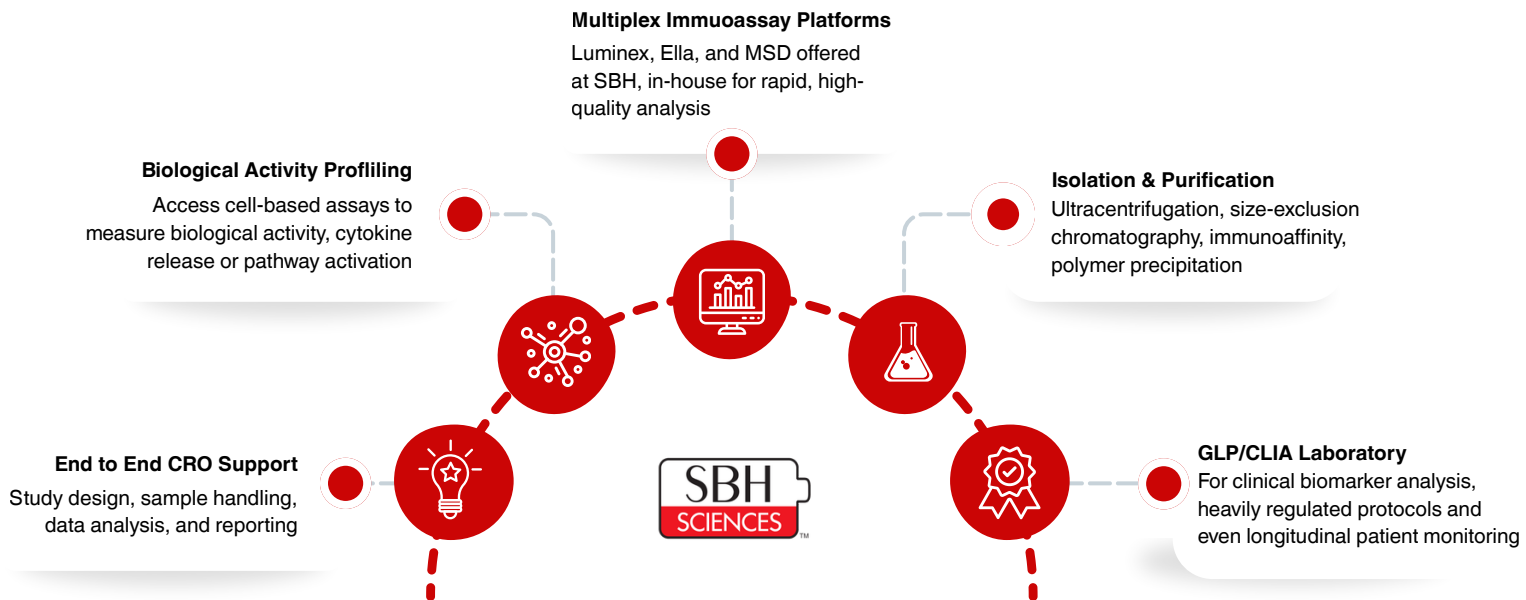 Multiplex Immuoassay Platforms
Luminex, Ella, and MSD offered
at SBH, in-house for rapid, high-
quality analysis
Biological Activity Profliling
Access cell-based assays to
measure biological activity, cytokine
release or pathway activation
Isolation & Purification
Ultracentrifugation, size-exclusion
chromatography, immunoaffinity,
polymer precipitation
End to End CRO Support
Study design, sample handling,
data analysis, and reporting
SBH
SCIENCES
TM
GLP/CLIA Laboratory
For clinical biomarker analysis,
heavily regulated protocols and
even longitudinal patient monitoring